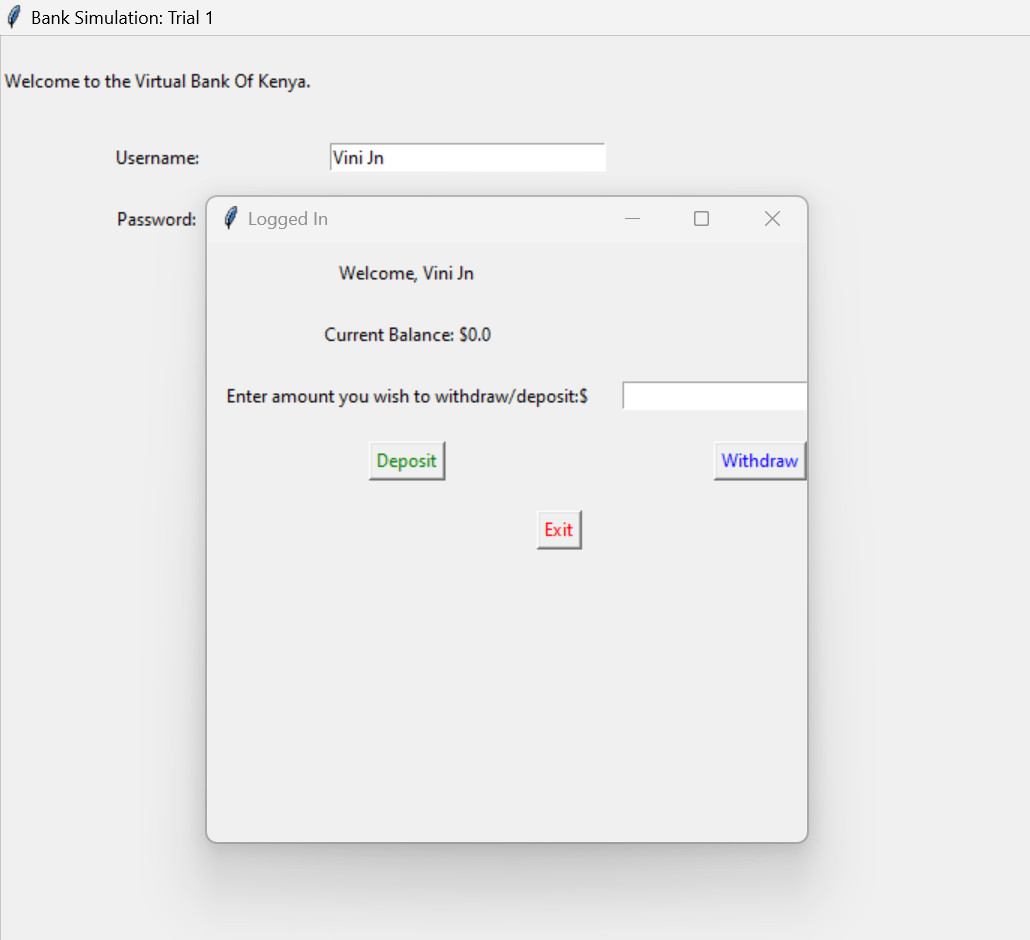 Bank Simulation: Trial 1
Welcome to the Virtual Bank Of Kenya.
Username: Vini Jn
Password:
Logged In
Welcome, Vini Jn
Current Balance: $0.0
Enter amount you wish to withdraw/deposit:$
Deposit Withdraw
Exit